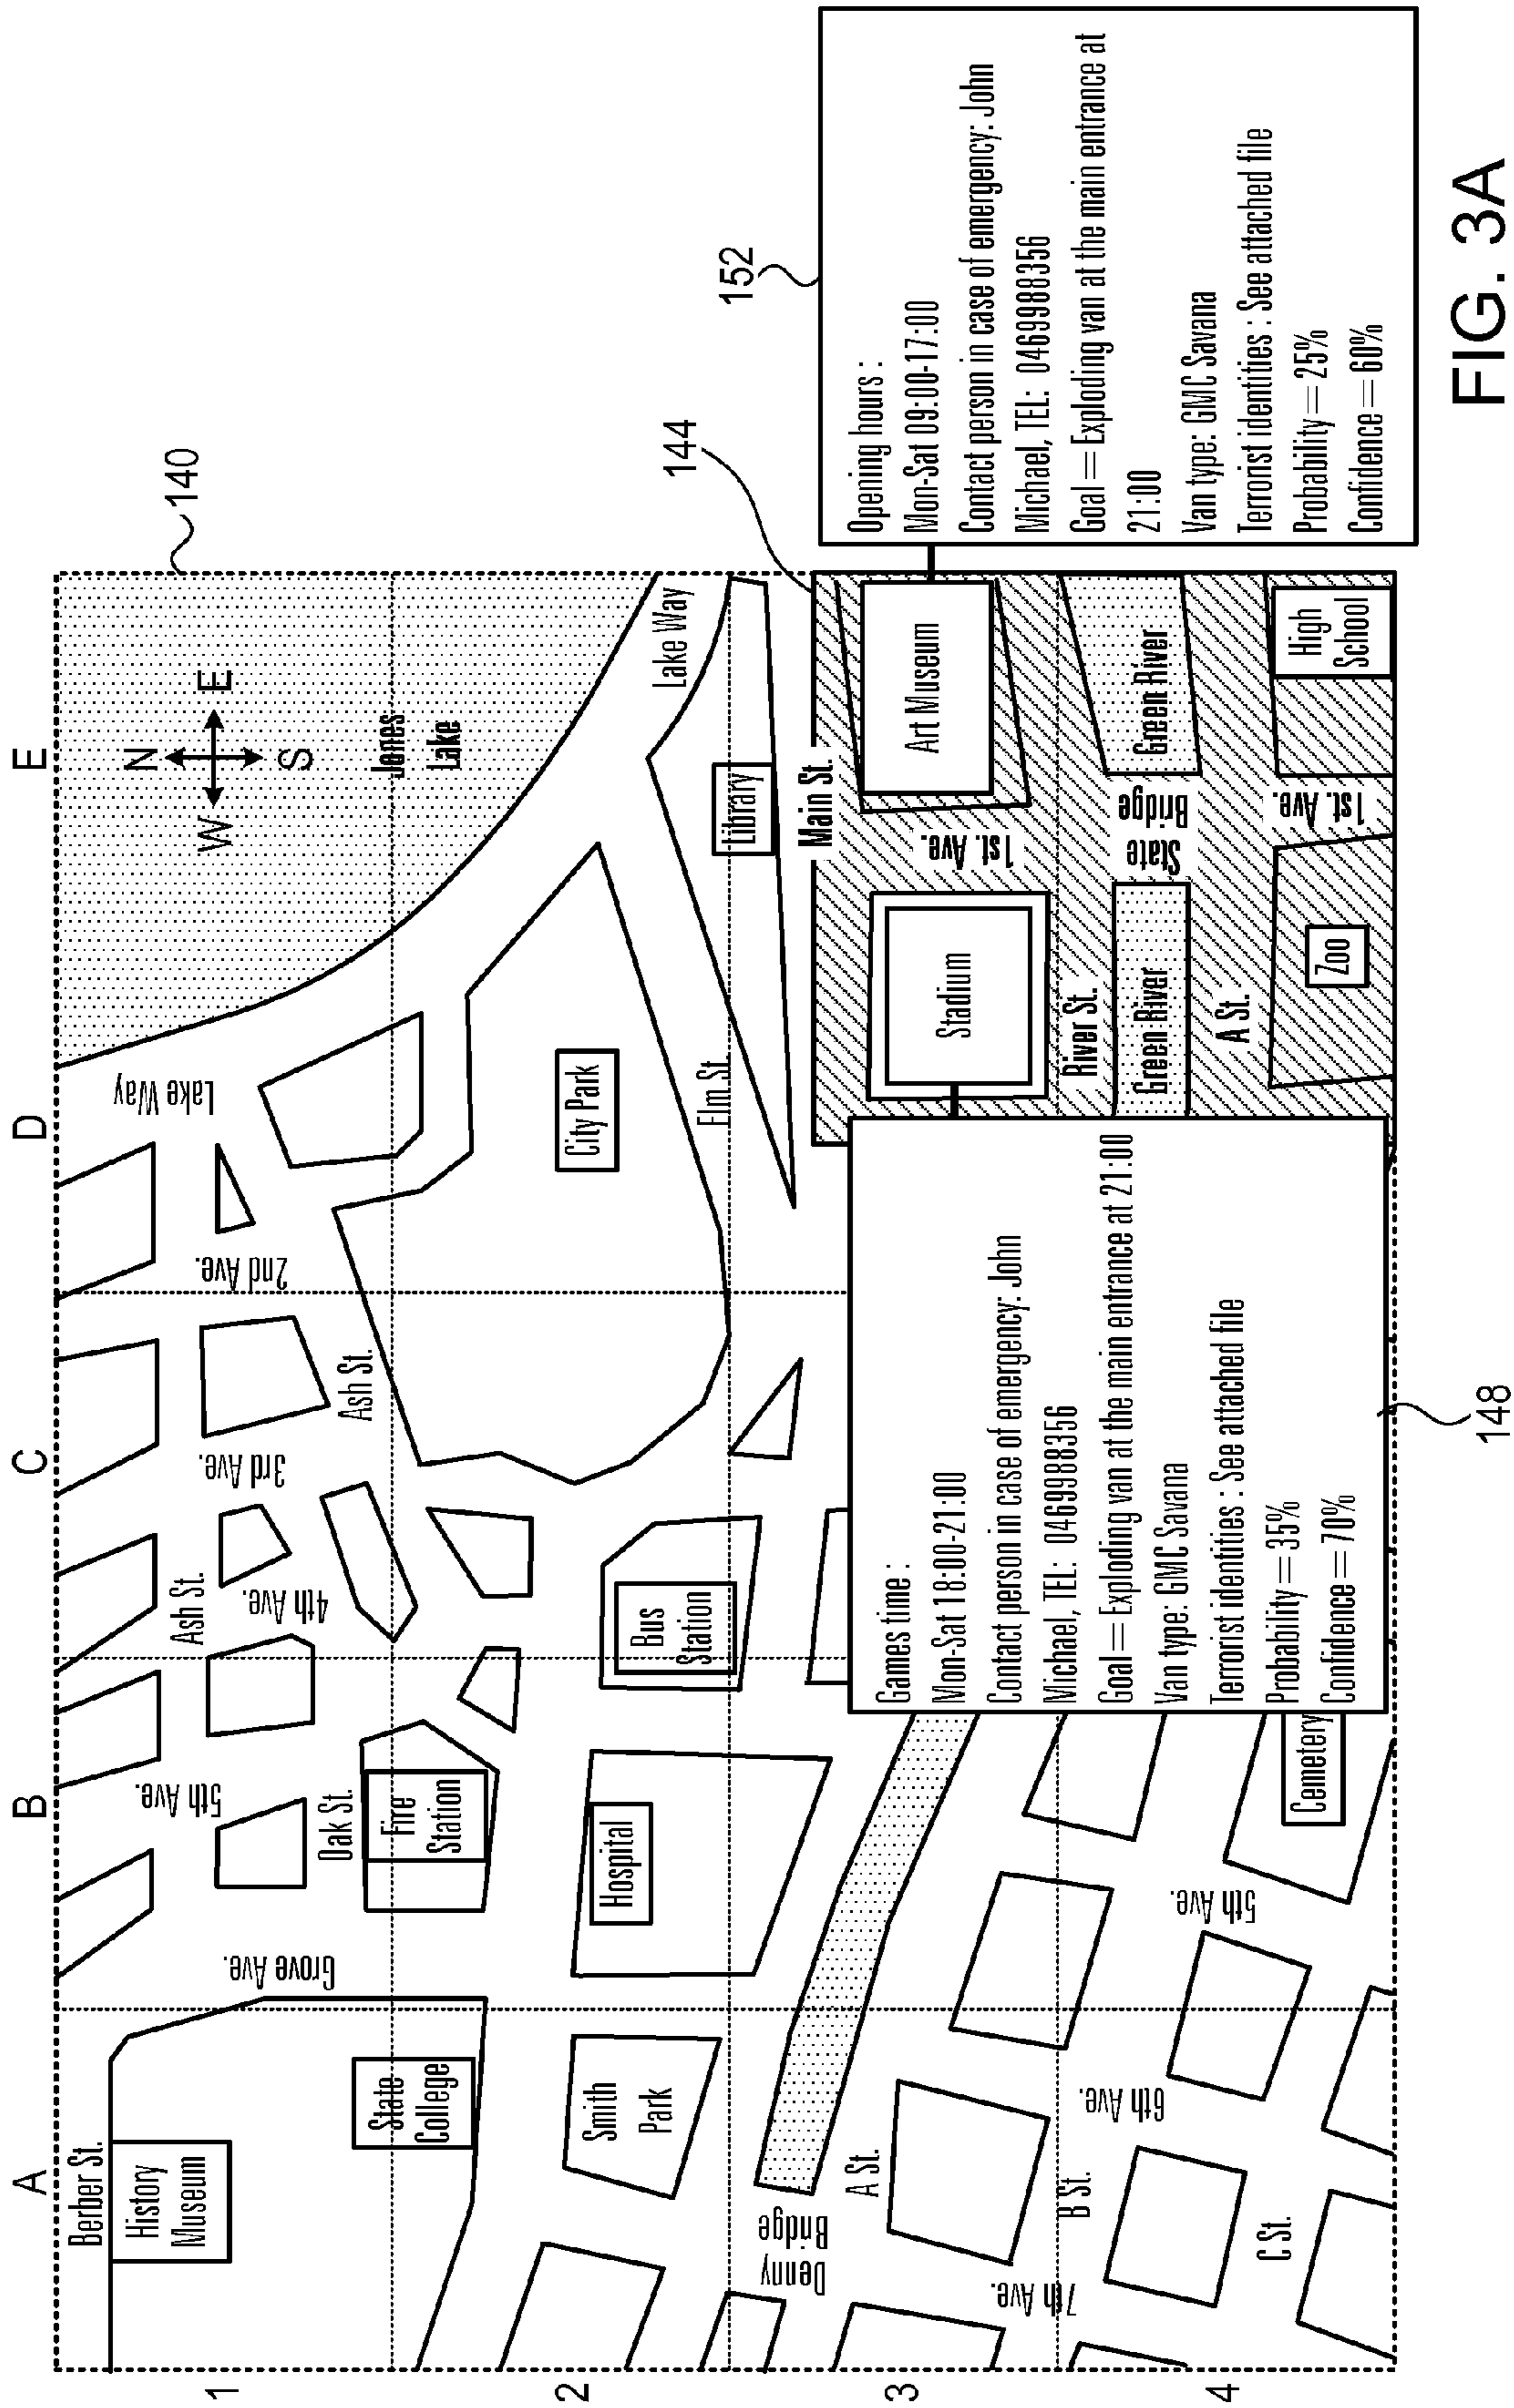 A
B
C
D
E
1
2
3
4
140
N
W
E
S
Jones
Lake
Berber St.
History
Museum
State
College
Grove Ave.
5th Ave.
Oak St.
Fire
Station
Ash St.
4th Ave.
3rd Ave.
Ash St.
2nd Ave.
Lake Way
Smith
Park
Hospital
Bus
Station
City Park
Elm St.
Lake Way
Library
Main St.
144
Denny
Bridge
A St.
7th Ave.
B St.
6th Ave.
C St.
5th Ave.
Cemetery
Stadium
1st. Ave.
Art Museum
River St.
Green River
State
Bridge
Green River
A St.
1st. Ave.
Zoo
High
School
Games time :
Mon-Sat 18:00-21:00
Contact person in case of emergency: John
Michael, TEL: 0469988356
Goal = Exploding van at the main entrance at 21:00
Van type: GMC Savana
Terrorist identities : See attached file
Probability = 35%
Confidence = 70%
148
152
Opening hours :
Mon-Sat 09:00-17:00
Contact person in case of emergency: John
Michael, TEL: 0469988356
Goal = Exploding van at the main entrance at
21:00
Van type: GMC Savana
Terrorist identities : See attached file
Probability = 25%
Confidence = 60%
FIG. 3A